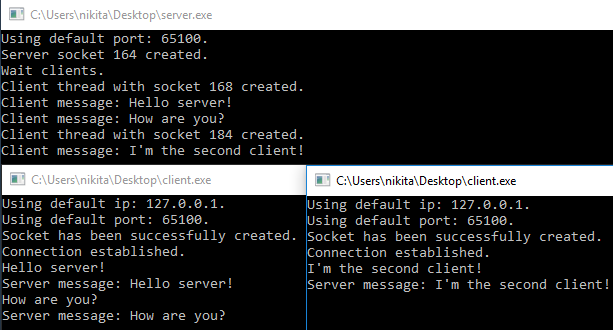 C:\Users\nikita\Desktop\server.exe
Using default port: 65100.
Server socket 164 created.
Wait clients.
Client thread with socket 168 created.
Client message: Hello server!
Client message: How are you?
Client thread with socket 184 created.
Client message: I'm the second client!
C:\Users\nikita\Desktop\client.exe
Using default ip: 127.0.0.1.
Using default port: 65100.
Socket has been successfully created.
Connection established.
Hello server!
Server message: Hello server!
How are you?
Server message: How are you?
C:\Users\nikita\Desktop\client.exe
Using default ip: 127.0.0.1.
Using default port: 65100.
Socket has been successfully created.
Connection established.
I'm the second client!
Server message: I'm the second client!